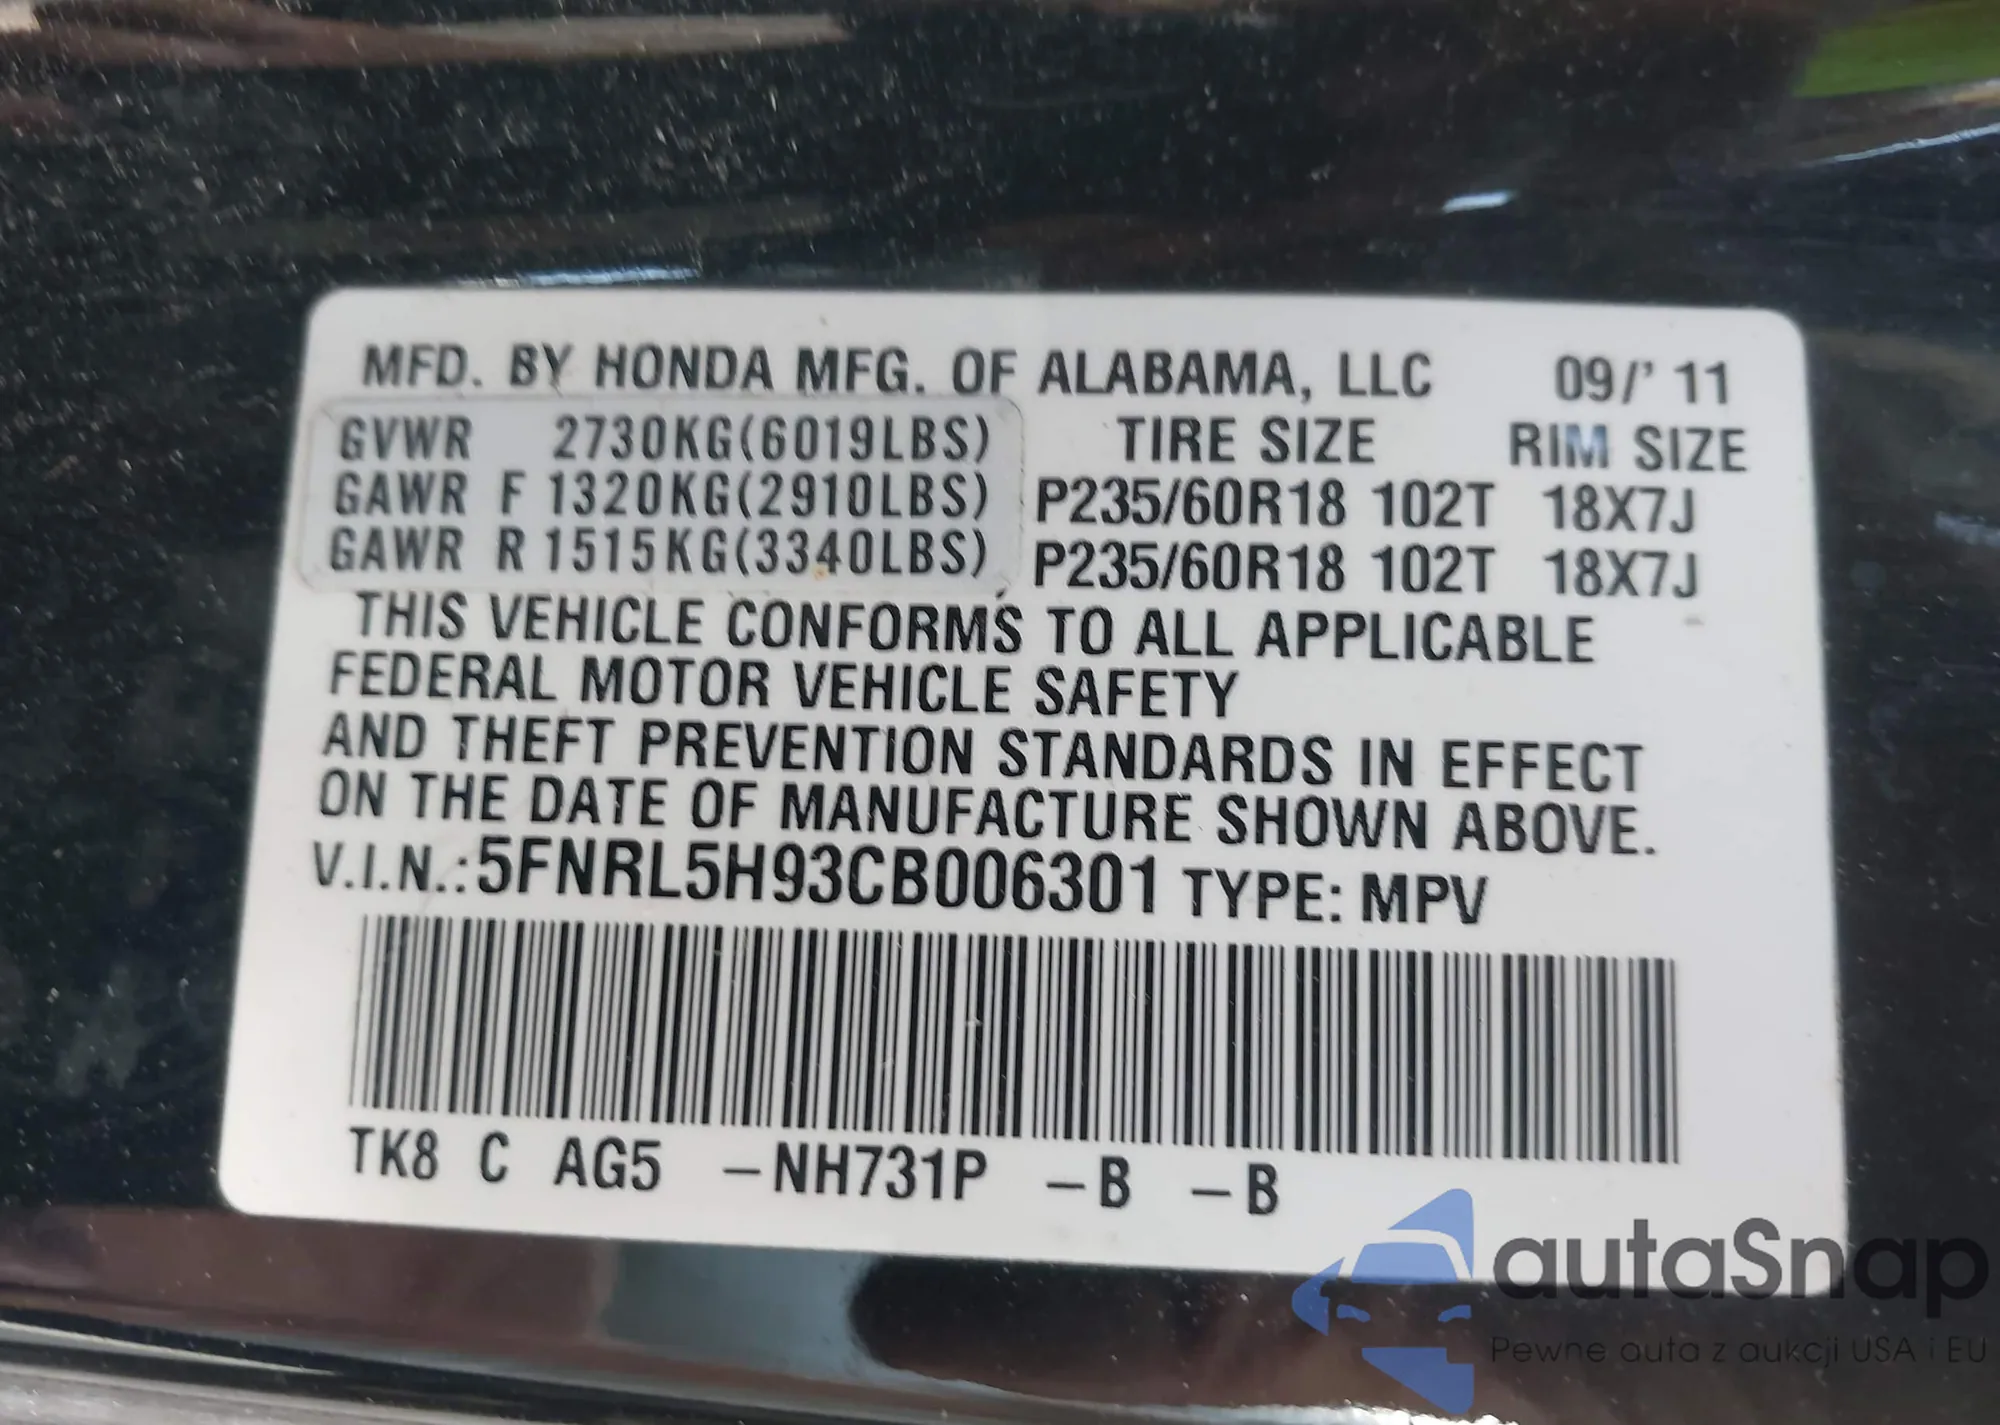 MFD. BY HONDA MFG. OF ALABAMA, LLC 09/' 11
GVWR 2730KG(6019LBS) TIRE SIZE RIM SIZE
GAWR F 1320KG(2910LBS) P235/60R18 102T 18X7J
GAWR R 1515KG(3340LBS) P235/60R18 102T 18X7J
THIS VEHICLE CONFORMS TO ALL APPLICABLE
FEDERAL MOTOR VEHICLE SAFETY
AND THEFT PREVENTION STANDARDS IN EFFECT
ON THE DATE OF MANUFACTURE SHOWN ABOVE.
V.I.N.:5FNRL5H93CB006301 TYPE: MPV
TK8 C AG5 –NH731P –B –B
autaSnap
Pewne auta z aukcji USA i EU